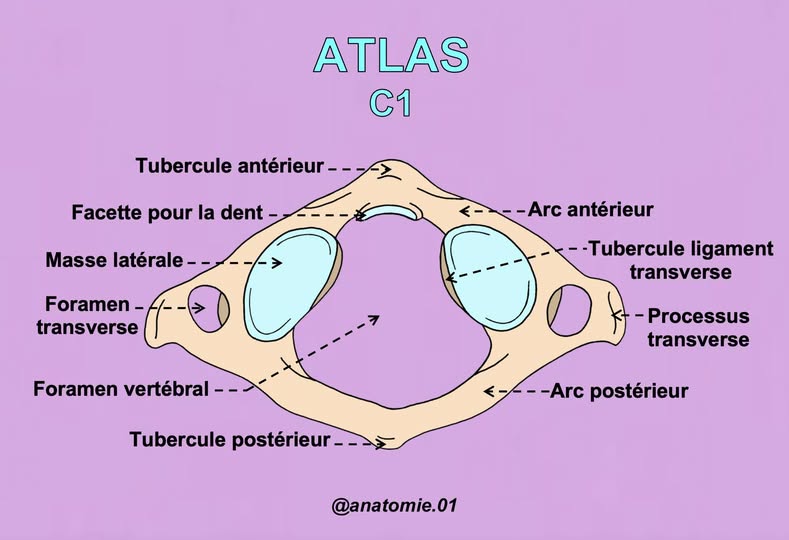 ATLAS
C1
Tubercule antérieur
Facette pour la dent
Arc antérieur
Masse latérale
Tubercule ligament
transverse
Foramen
transverse
Processus
transverse
Foramen vertébral
Arc postérieur
Tubercule postérieur
@anatomie.01